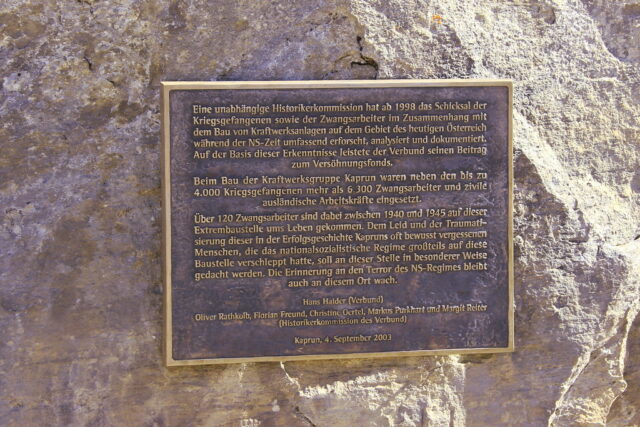 Eine unabhängige Historikerkommission hat ab 1998 das Schicksal der
Kriegsgefangenen sowie der Zwangsarbeiter im Zusammenhang mit
dem Bau von Kraftwerksanlagen auf dem Gebiet des heutigen Österreich
während der NS-Zeit umfassend erforscht, analysiert und dokumentiert.
Auf der Basis dieser Erkenntnisse leistete der Verbund seinen Beitrag
zum Versöhnungsfonds.
Beim Bau der Kraftwerksgruppe Kaprun waren neben den bis zu
4.000 Kriegsgefangenen mehr als 6 300 Zwangsarbeiter und zivile
ausländische Arbeitskräfte eingesetzt.
Über 120 Zwangsarbeiter sind dabei zwischen 1940 und 1945 auf dieser
Extrembaustelle ums Leben gekommen. Dem Leid und der Traumati-
sierung dieser in der Erfolgsgeschichte Kapruns oft bewusst vergessenen
Menschen, die das nationalsozialistische Regime großteils auf diese
Baustelle verschleppt hatte, soll an dieser Stelle in besonderer Weise
gedacht werden. Die Erinnerung an den Terror des NS-Regimes bleibt
auch an diesem Ort wach.
Hans Haider (Verbund)
Oliver Rathkolb, Florian Freund, Christine Oertel, Markus Purkhart und Margit Reiter
(Historikerkommission des Verbund)
Kaprun, 4. September 2003